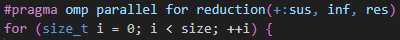 #pragma omp parallel for reduction(+:sus, inf, res)
for (size_t i = 0; i < size; ++i) {